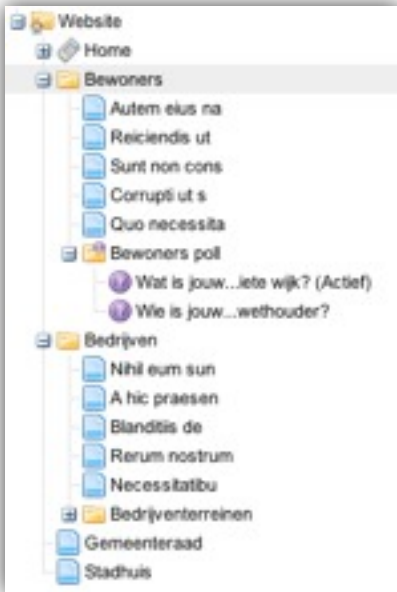 Website
Home
Bewoners
Autem eius na
Reiciendis ut
Sunt non cons
Corrupti ut s
Quo necessita
Bewoners poll
Wat is jouw...iete wijk? (Actief)
Wie is jouw...wethouder?
Bedrijven
Nihil eum sun
A hic praesen
Blanditiis de
Rerum nostrum
Necessitatibu
Bedrijventerreinen
Gemeenteraad
Stadhuis